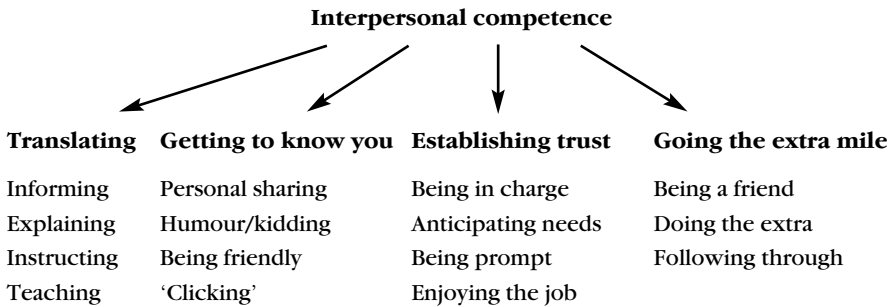 Interpersonal competence
Translating Getting to know you Establishing trust Going the extra mile
Informing Personal sharing Being in charge Being a friend
Explaining Humour/kidding Anticipating needs Doing the extra
Instructing Being friendly Being prompt Following through
Teaching ‘Clicking’ Enjoying the job